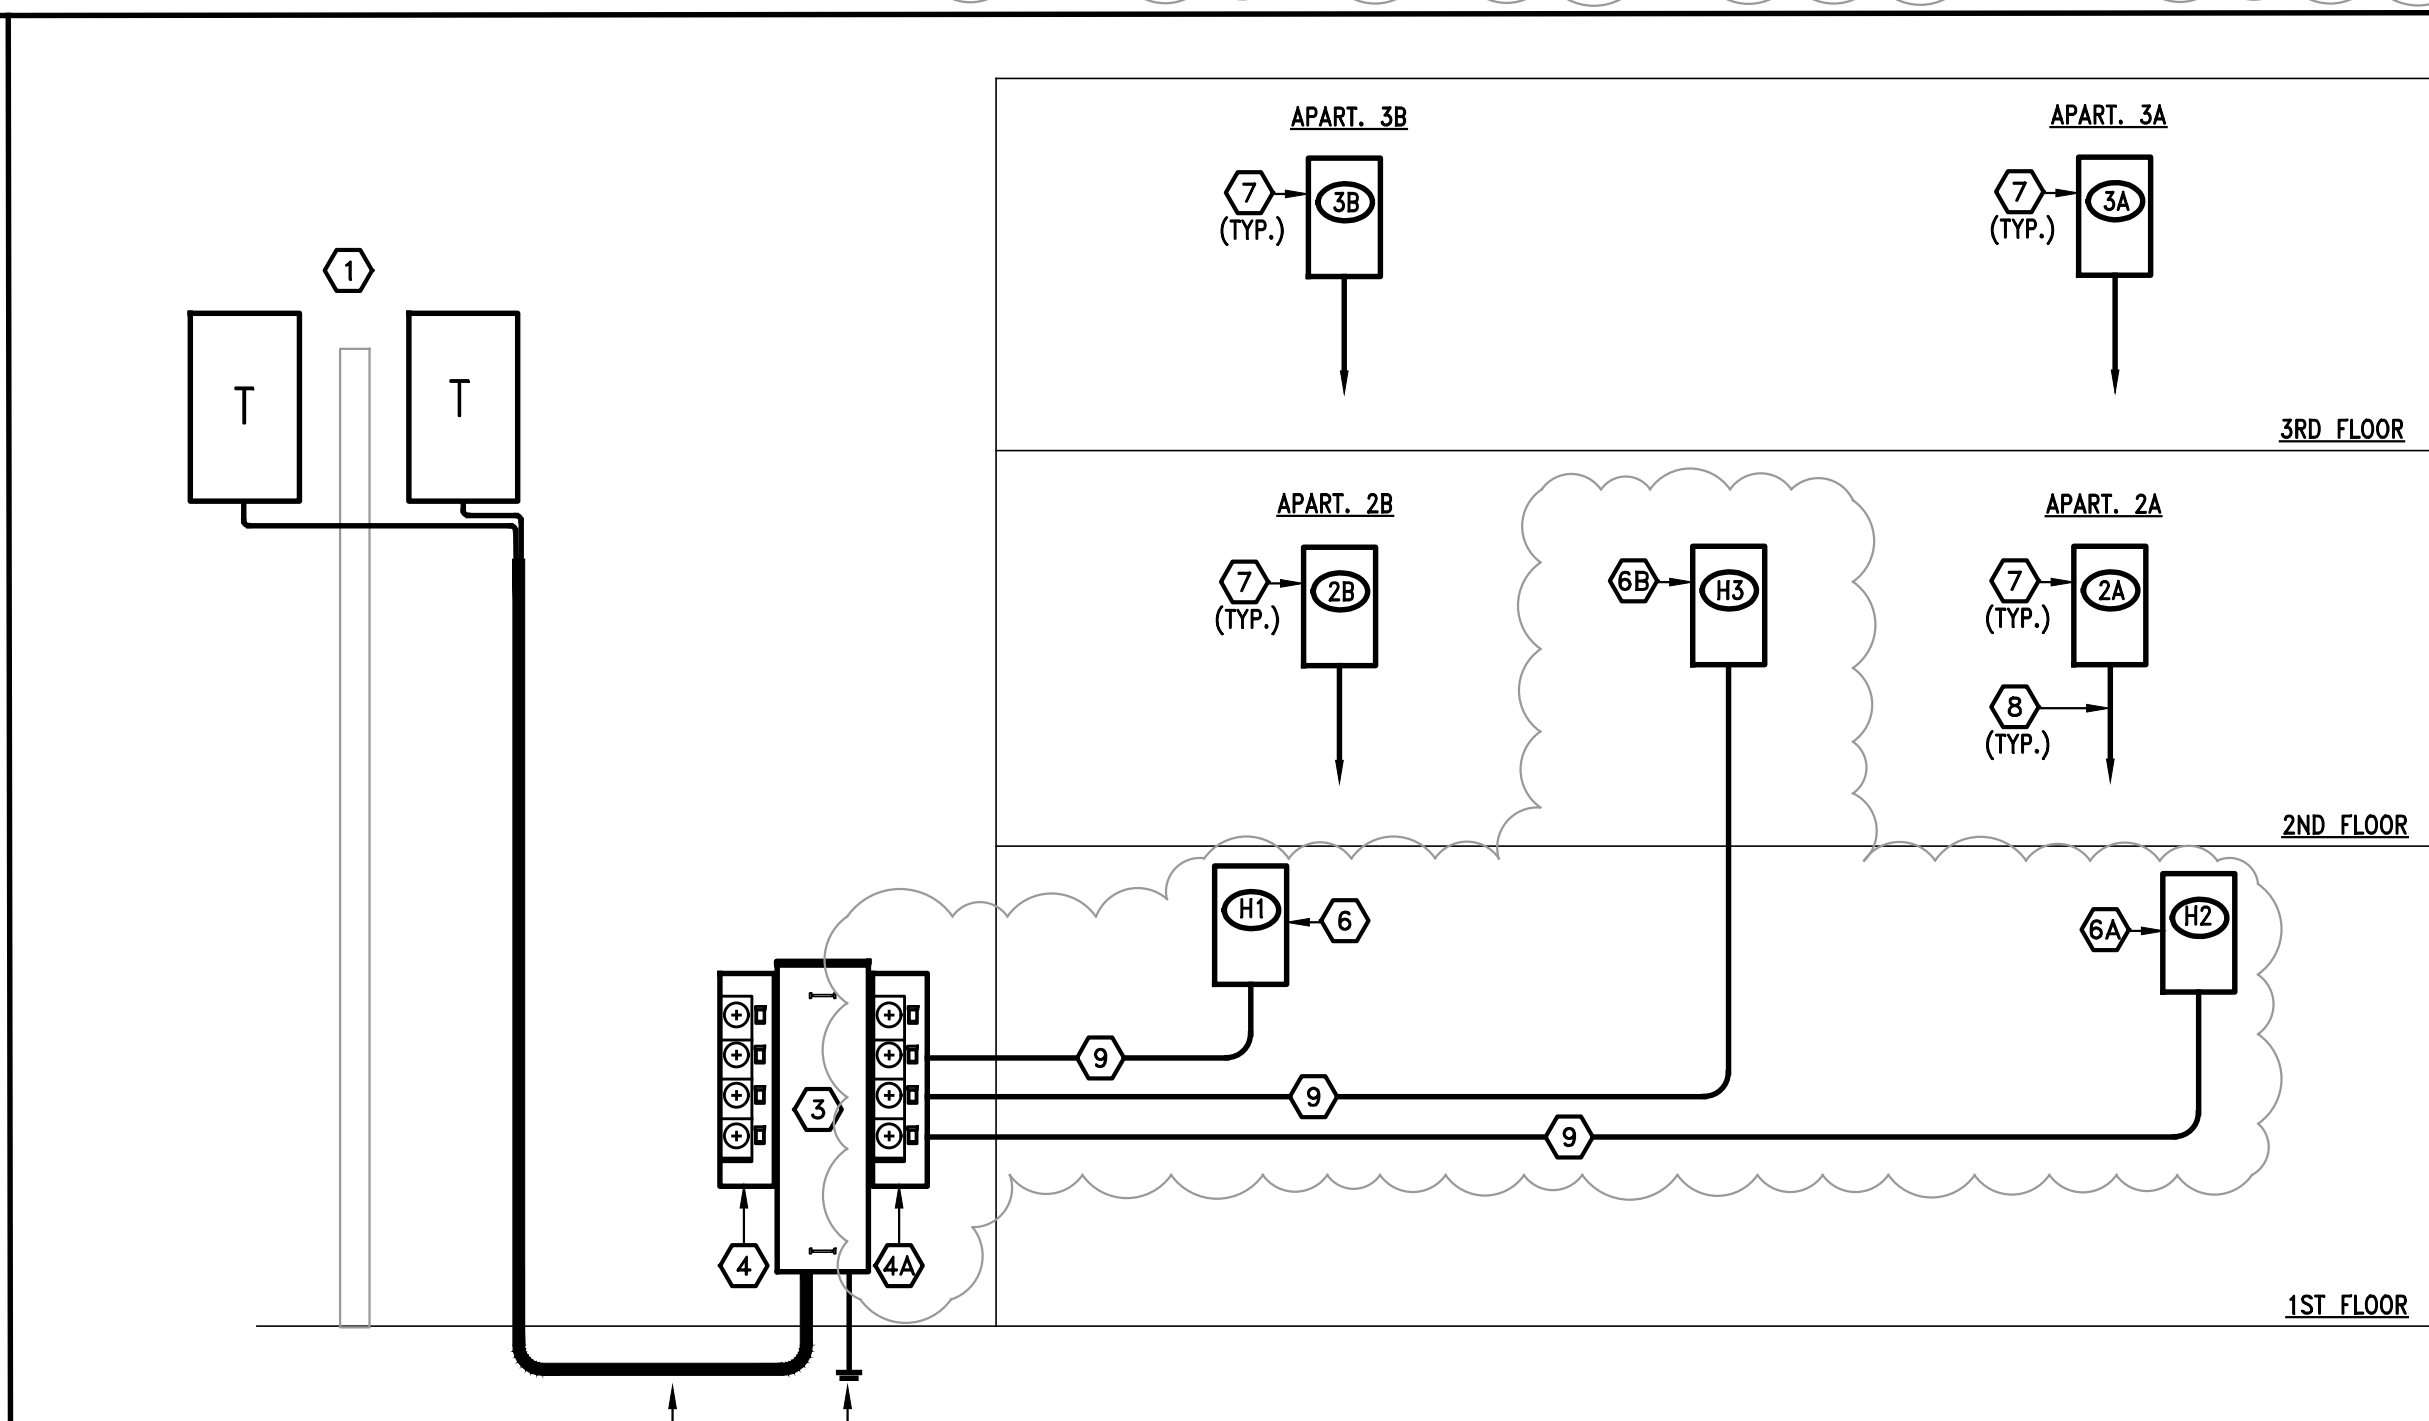 APART. 3B
APART. 3A
7
3B
(TYP.)
7
3A
(TYP.)
1
T
T
3RD FLOOR
APART. 2B
APART. 2A
7
2B
(TYP.)
6B
H3
7
2A
(TYP.)
8
(TYP.)
2ND FLOOR
H1
6
6A
H2
9
9
9
3
4
4A
1ST FLOOR